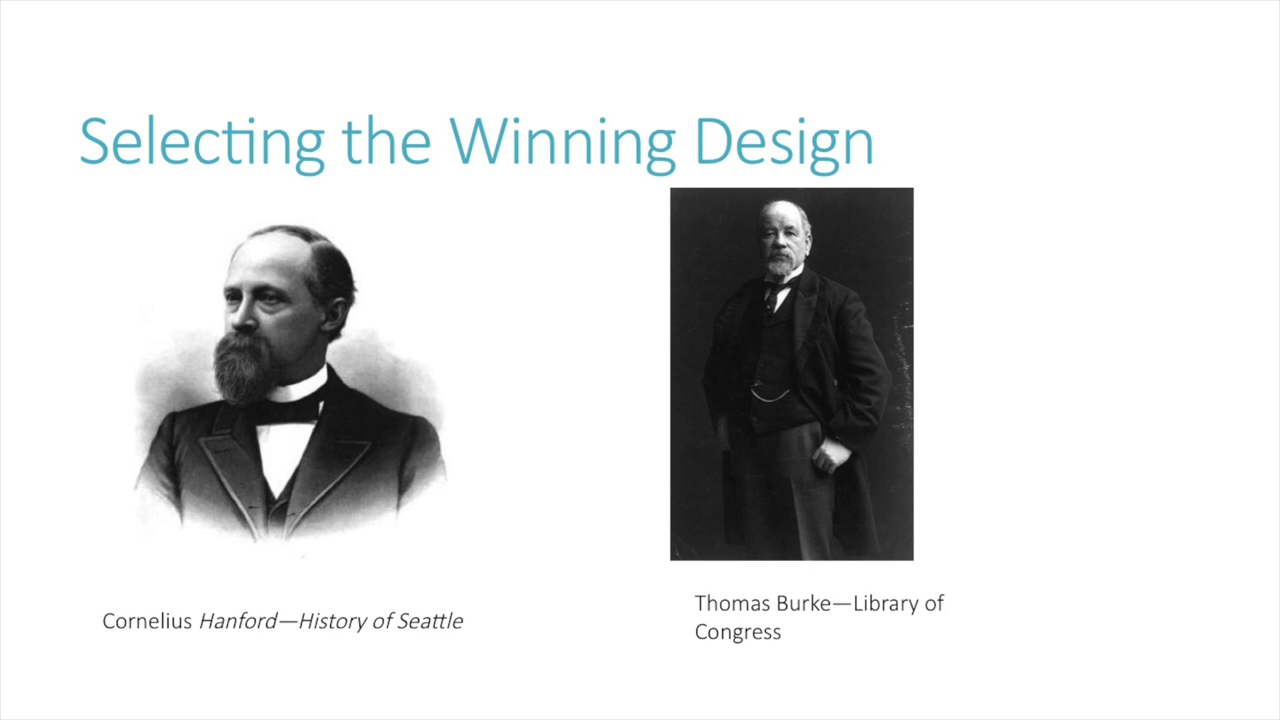 Selecting the Winning Design
Cornelius Hanford—History of Seattle
Thomas Burke—Library of
Congress